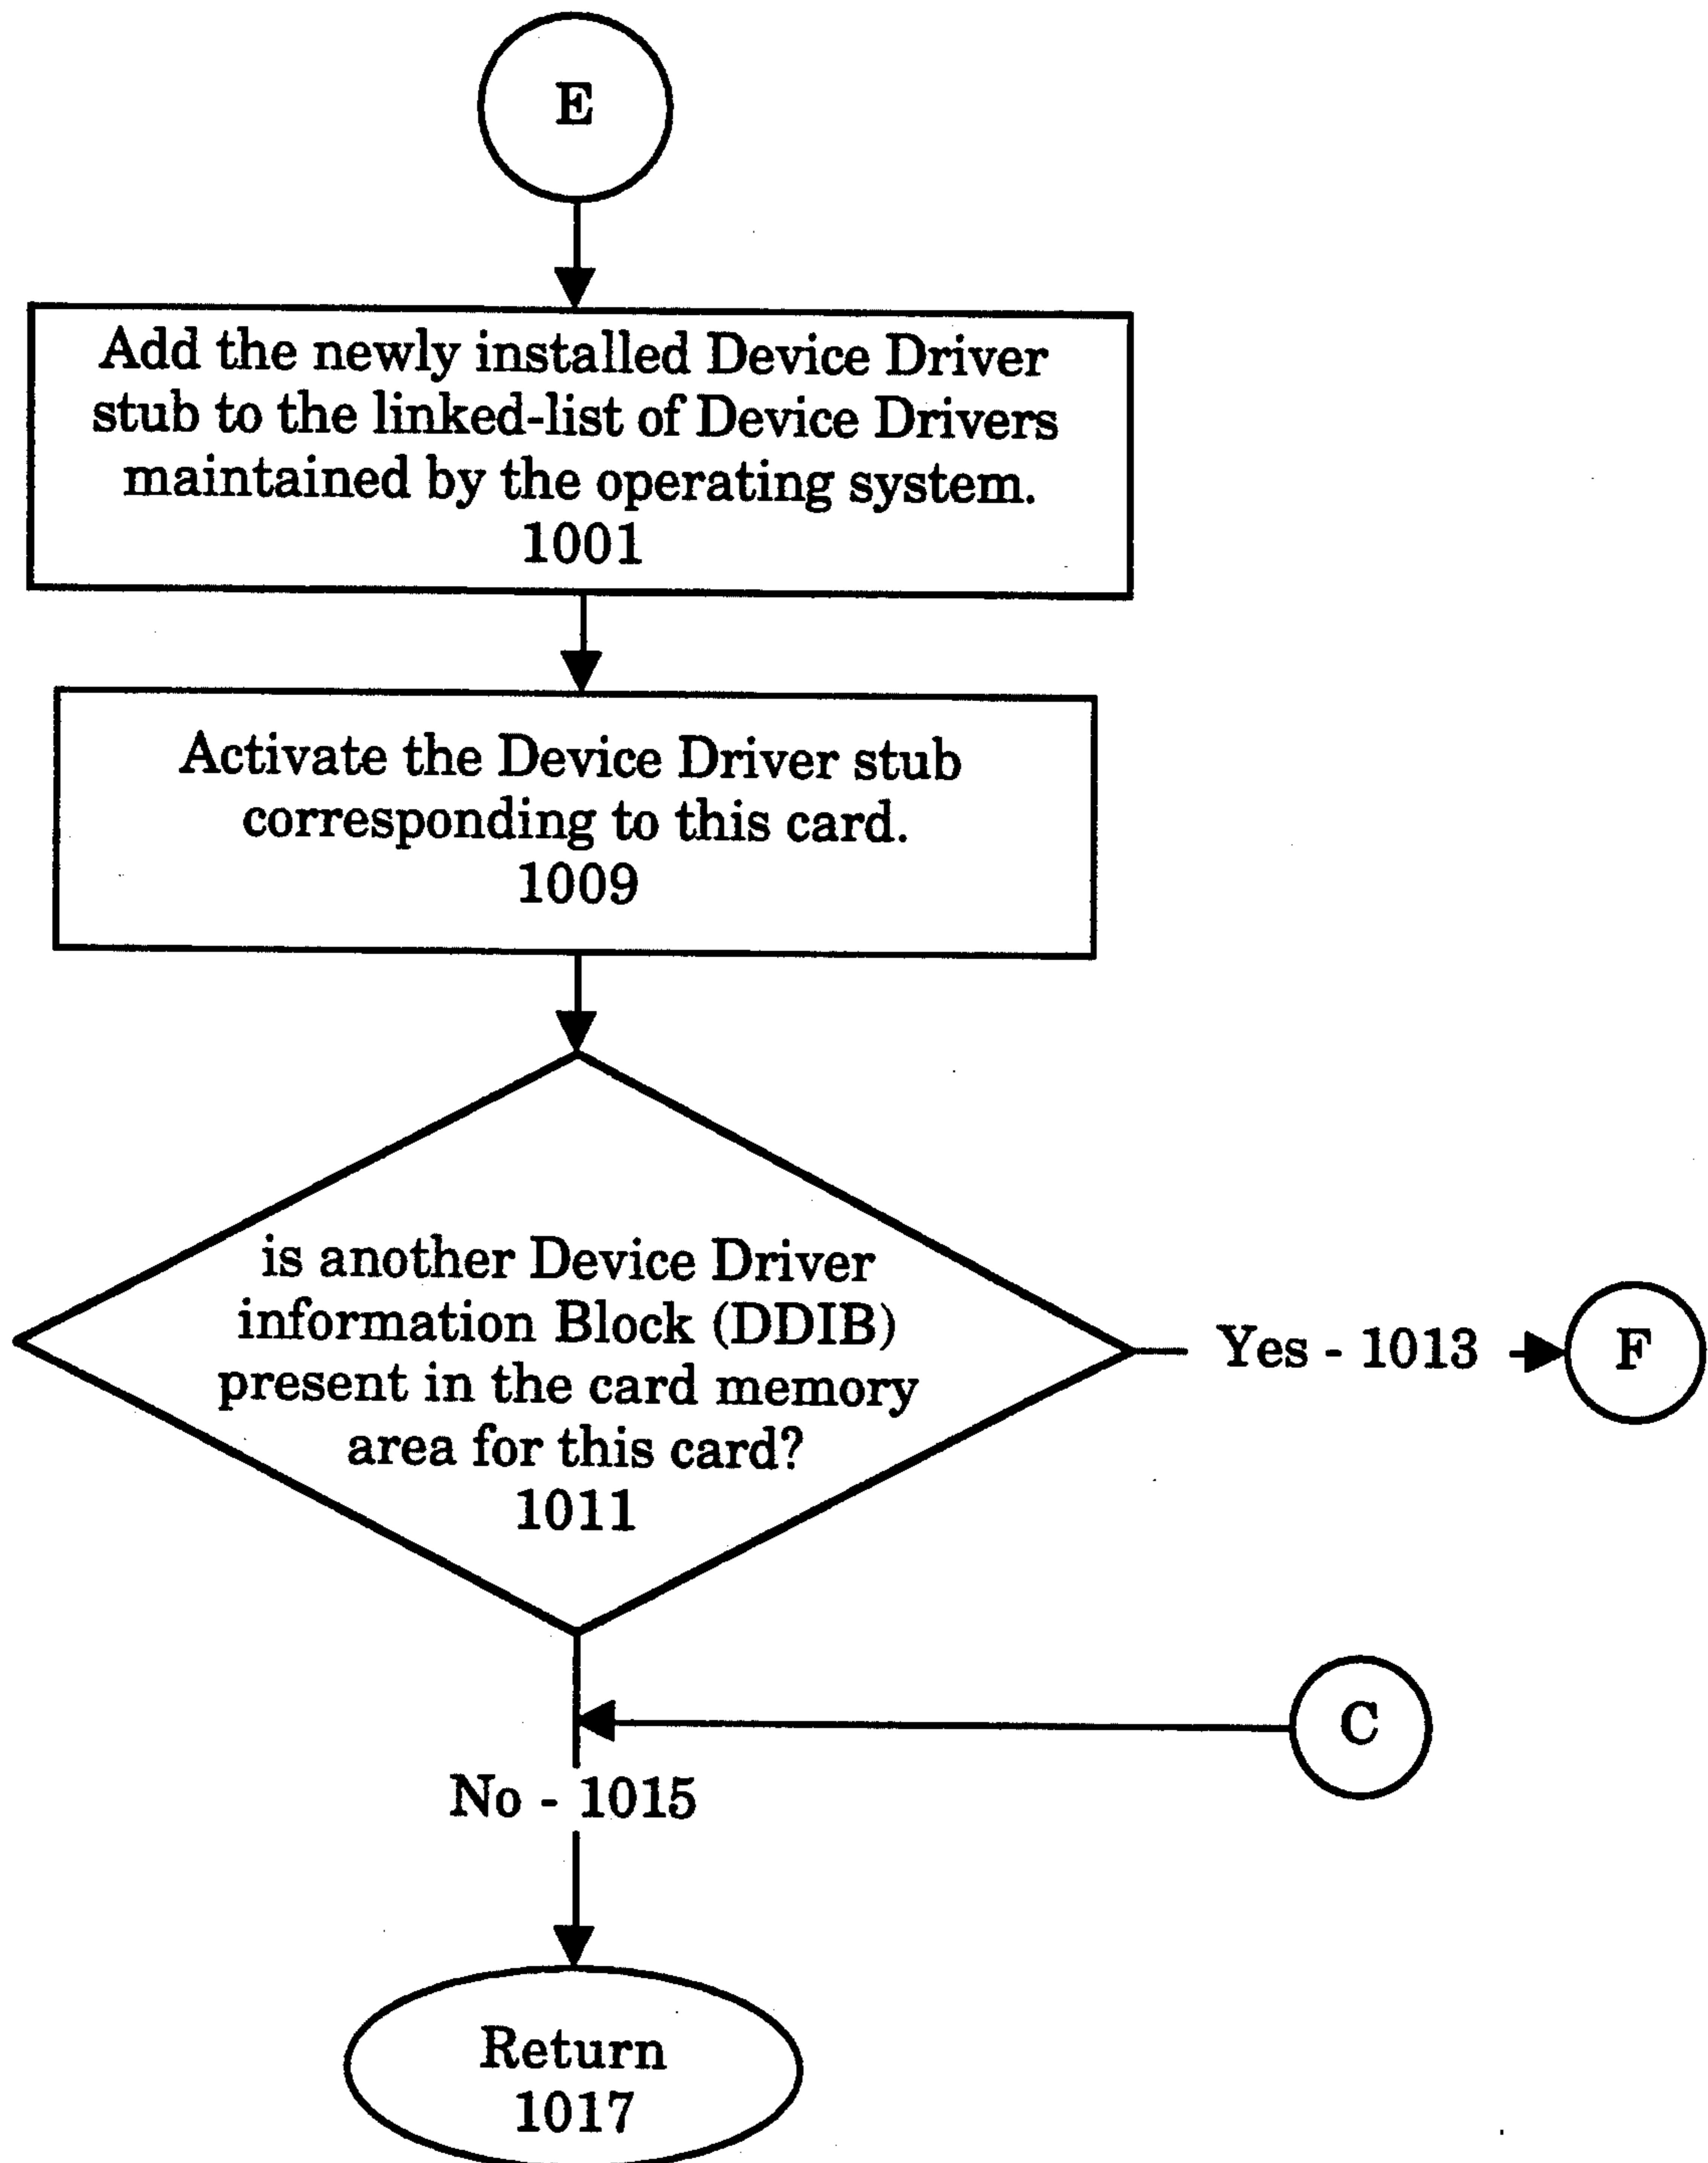 E
Add the newly installed Device Driver
stub to the linked-list of Device Drivers
maintained by the operating system.
1001
Activate the Device Driver stub
corresponding to this card.
1009
is another Device Driver
information Block (DDIB)
present in the card memory
area for this card?
1011
Yes - 1013
F
C
No - 1015
Return
1017